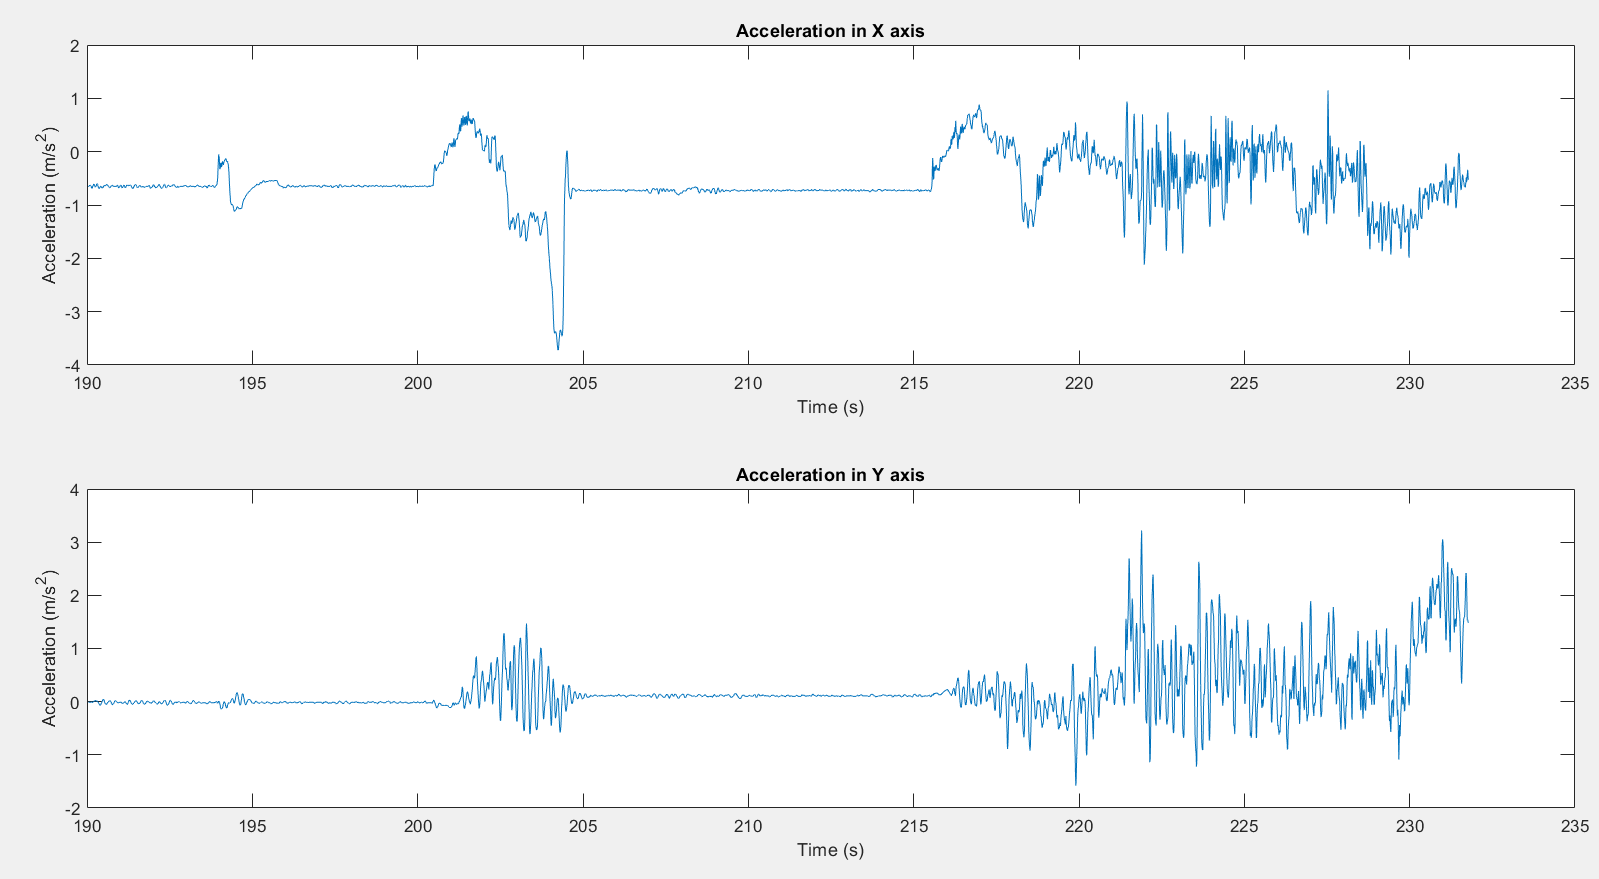 Acceleration in X axis
Acceleration (m/s²)
2
1
0
-1
-2
-3
-4
190 195 200 205 210 215 220 225 230 235
Time (s)
Acceleration in Y axis
Acceleration (m/s²)
4
3
2
1
0
-1
-2
190 195 200 205 210 215 220 225 230 235
Time (s)